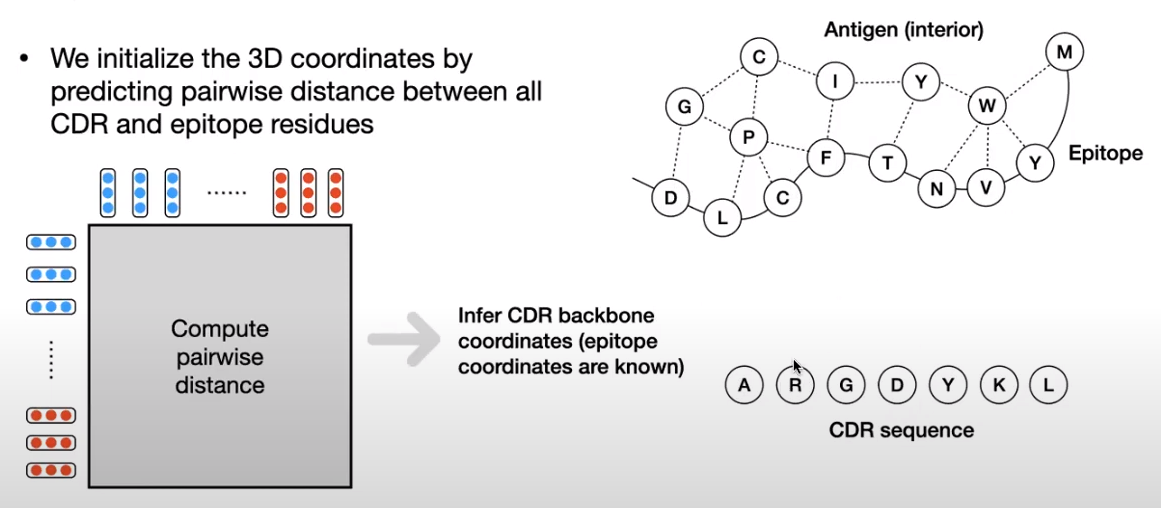 • We initialize the 3D coordinates by
predicting pairwise distance between all
CDR and epitope residues
......
Compute
pairwise
distance
Infer CDR backbone
coordinates (epitope
coordinates are known)
Antigen (interior)
C
I
Y
M
G
W
P
F
T
Y
Epitope
D
L
C
N
V
A R G D Y K L
CDR sequence